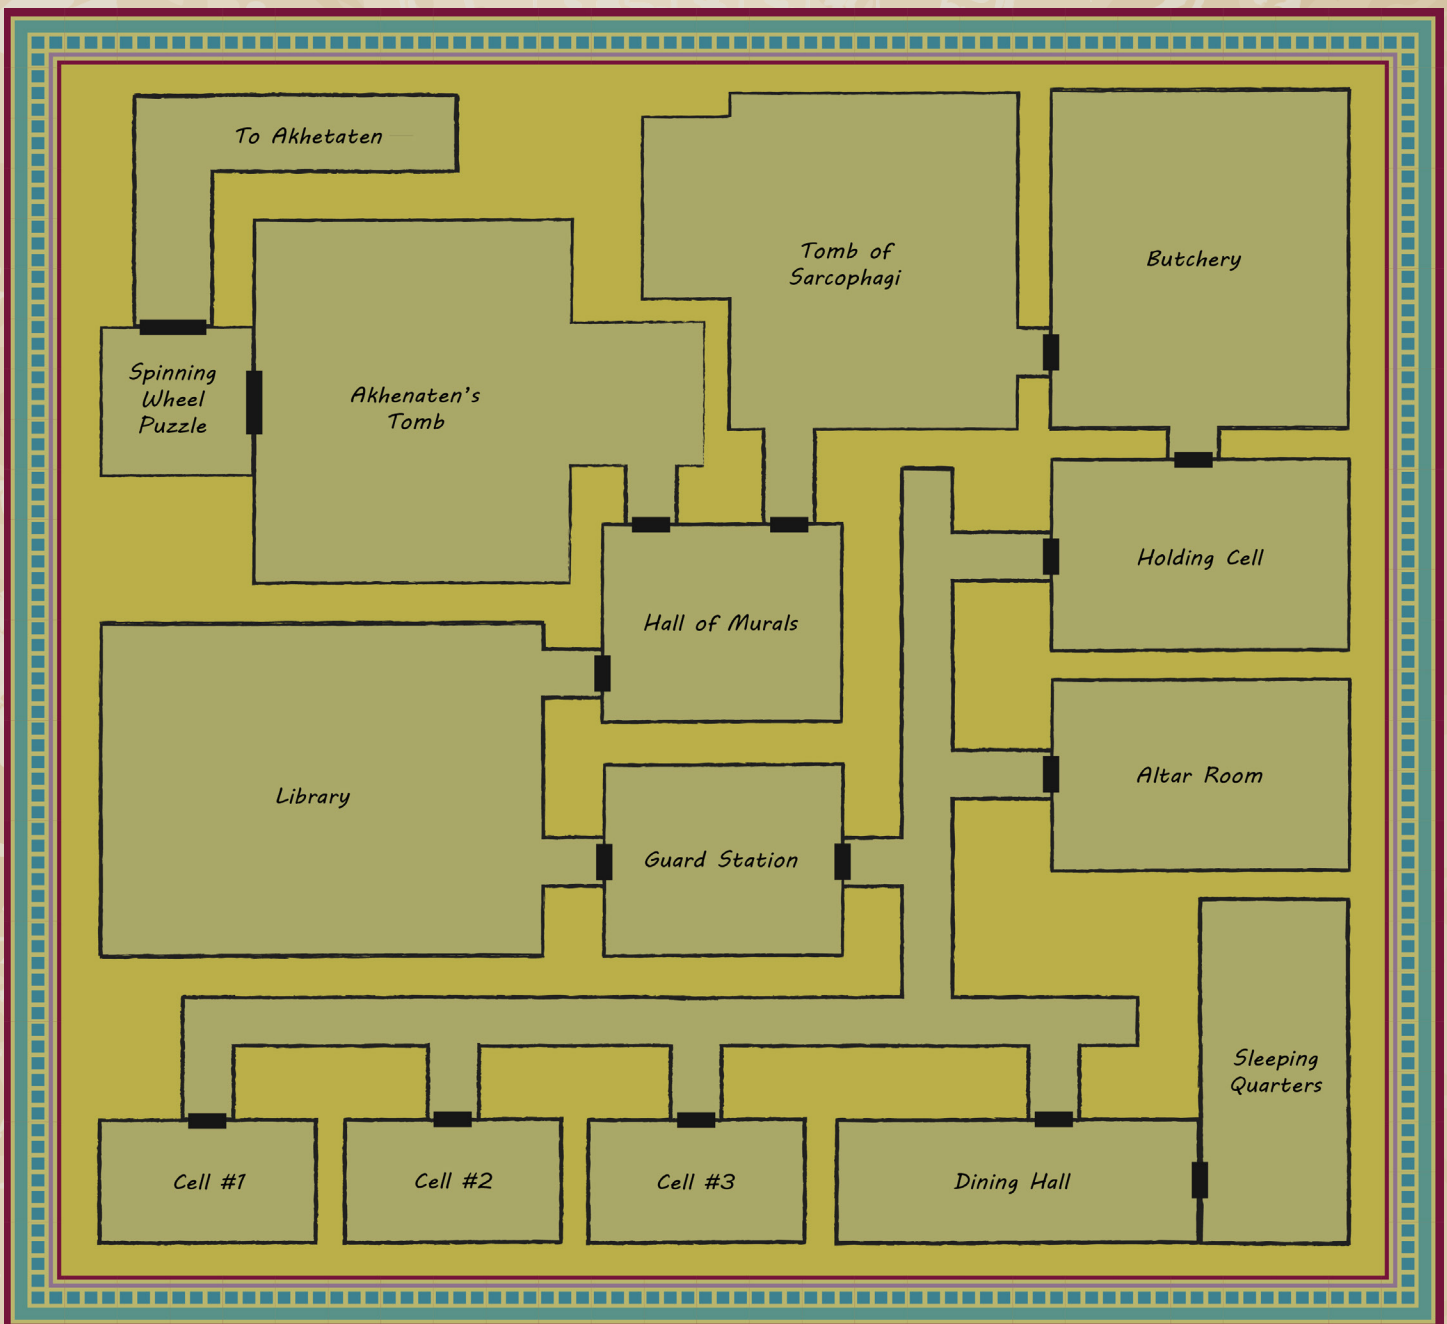 To Akhetaten
Tomb of
Sarcophagi
Butchery
Spinning
Wheel
Puzzle
Akhenaten's
Tomb
Holding Cell
Hall of Murals
Library
Guard Station
Altar Room
Sleeping
Quarters
Cell #1
Cell #2
Cell #3
Dining Hall